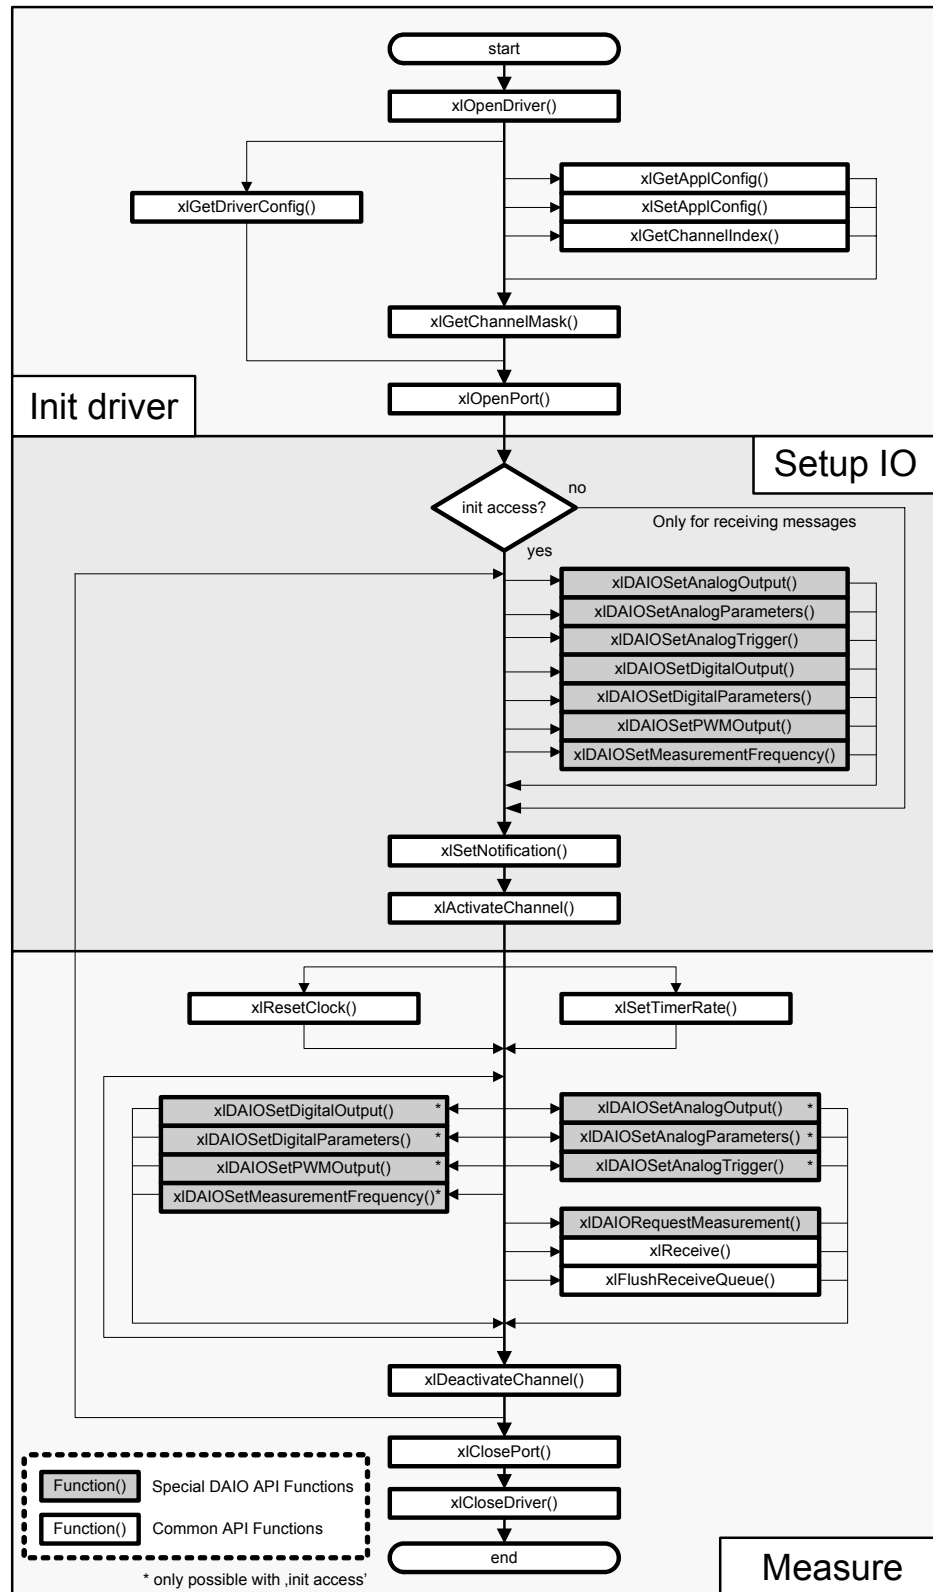 start
xlOpenDriver()
xlGetDriverConfig()
xlGetApplConfig()
xlSetApplConfig()
xlGetChannelIndex()
xlGetChannelMask()
xlOpenPort()
Init driver
Setup IO
init access?
no
Only for receiving messages
yes
xlDAIOSetAnalogOutput()
xlDAIOSetAnalogParameters()
xlDAIOSetAnalogTrigger()
xlDAIOSetDigitalOutput()
xlDAIOSetDigitalParameters()
xlDAIOSetPWMOutput()
xlDAIOSetMeasurementFrequency()
xlSetNotification()
xlActivateChannel()
xlResetClock()
xlSetTimerRate()
xlDAIOSetDigitalOutput() *
xlDAIOSetDigitalParameters() *
xlDAIOSetPWMOutput() *
xlDAIOSetMeasurementFrequency()*
xlDAIOSetAnalogOutput() *
xlDAIOSetAnalogParameters() *
xlDAIOSetAnalogTrigger() *
xlDAIORequestMeasurement()
xlReceive()
xlFlushReceiveQueue()
xlDeactivateChannel()
xlClosePort()
xlCloseDriver()
end
Function() Special DAIO API Functions
Function() Common API Functions
* only possible with ‚init access’
Measure